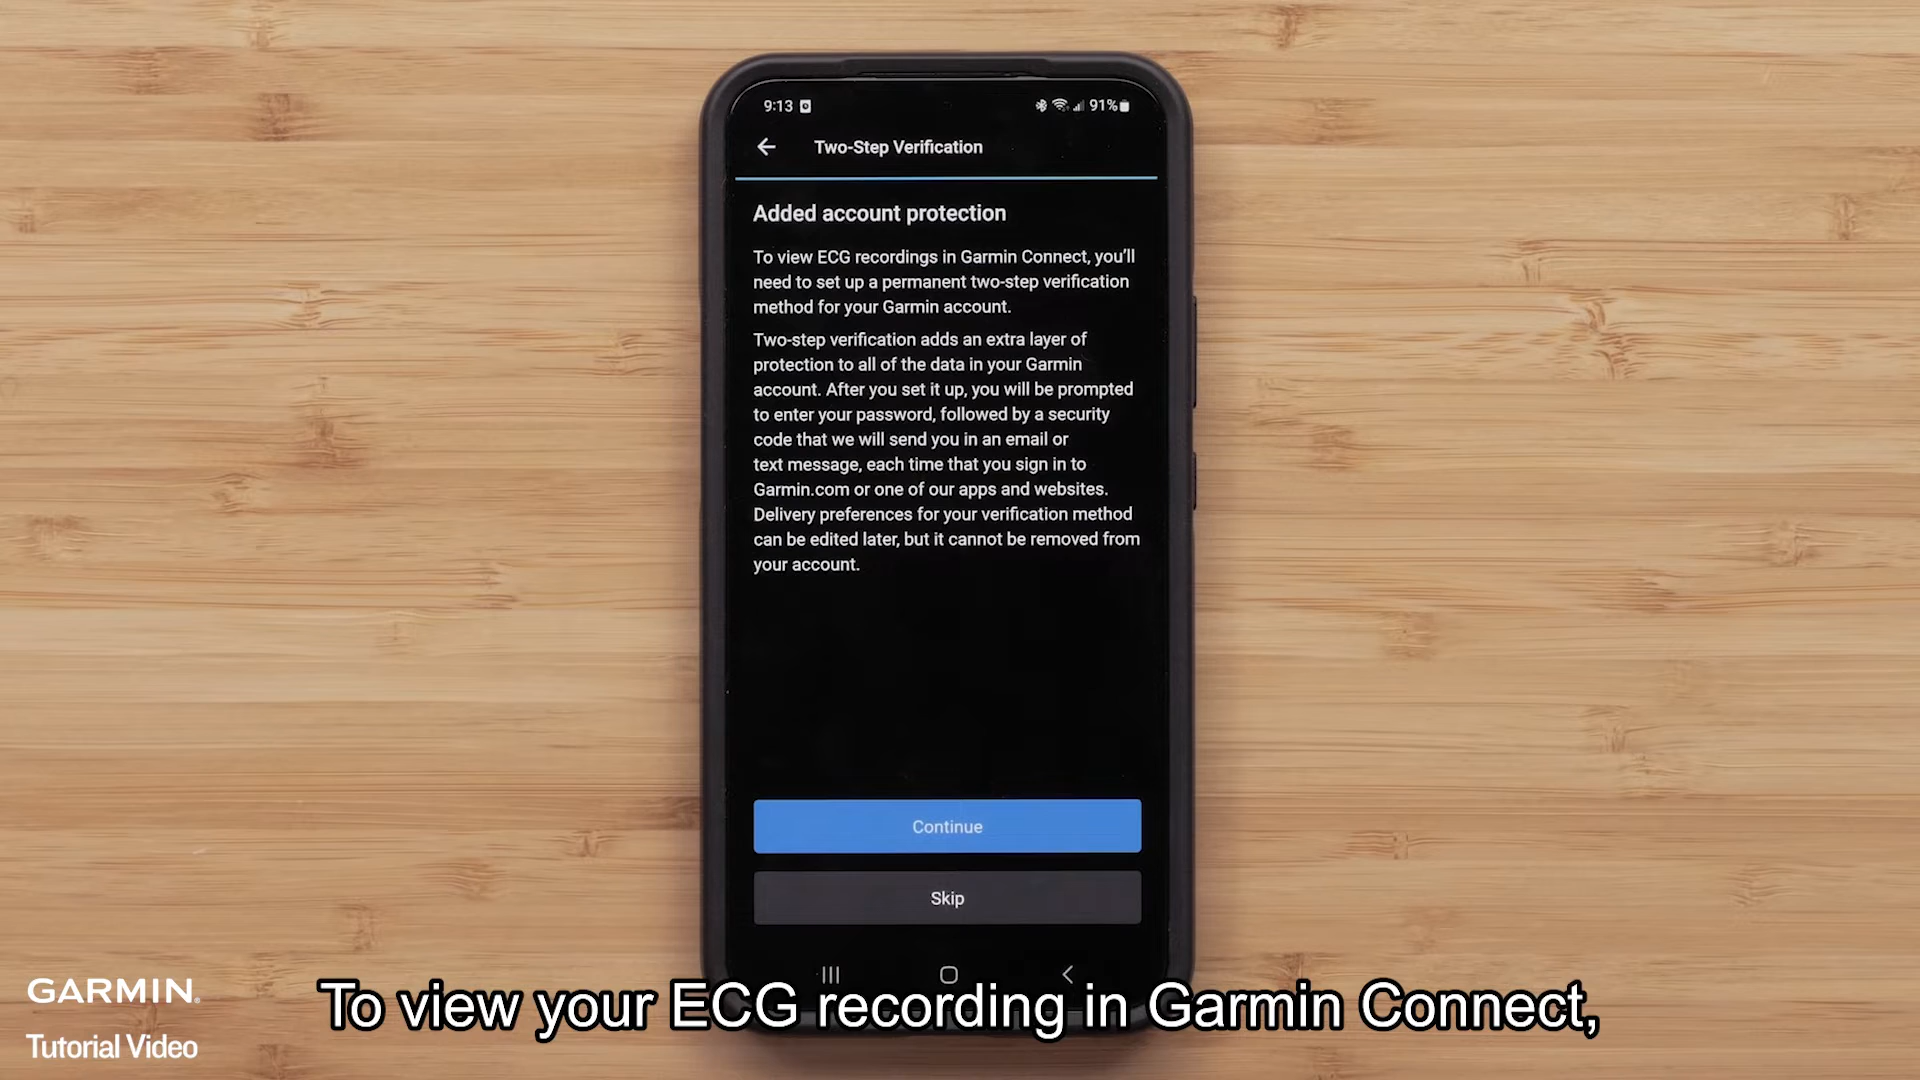 9:13
91%
Two-Step Verification
Added account protection
To view ECG recordings in Garmin Connect, you'll
need to set up a permanent two-step verification
method for your Garmin account.
Two-step verification adds an extra layer of
protection to all of the data in your Garmin
account. After you set it up, you will be prompted
to enter your password, followed by a security
code that we will send you in an email or
text message, each time that you sign in to
Garmin.com or one of our apps and websites.
Delivery preferences for your verification method
can be edited later, but it cannot be removed from
your account.
Continue
Skip
To view your ECG recording in Garmin Connect,
GARMIN.
Tutorial Video